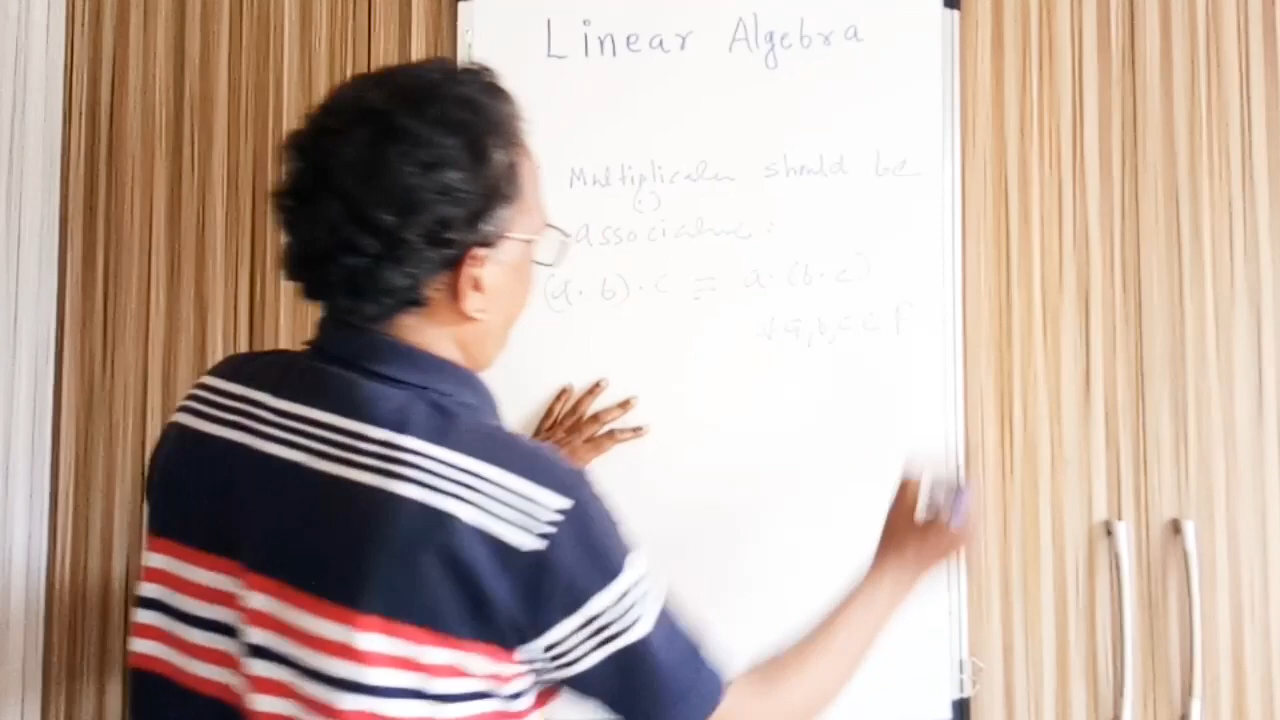 Linear Algebra
Multiplication should be
(·)
associative:
(a · b) · c = a · (b · c)
∀ a, b, c ∈ F